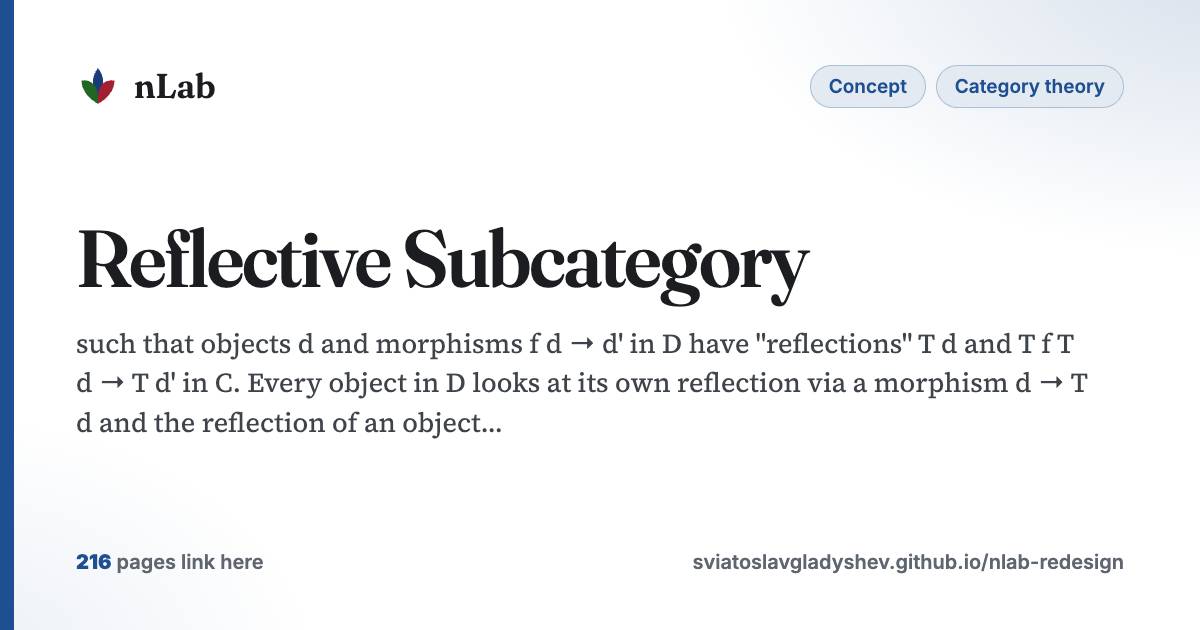 nLab
Concept
Category theory
Reflective Subcategory
such that objects d and morphisms f d → d' in D have "reflections" T d and T f T
d → T d' in C. Every object in D looks at its own reflection via a morphism d → T
d and the reflection of an object...
216 pages link here
sviatoslavgladyshev.github.io/nlab-redesign